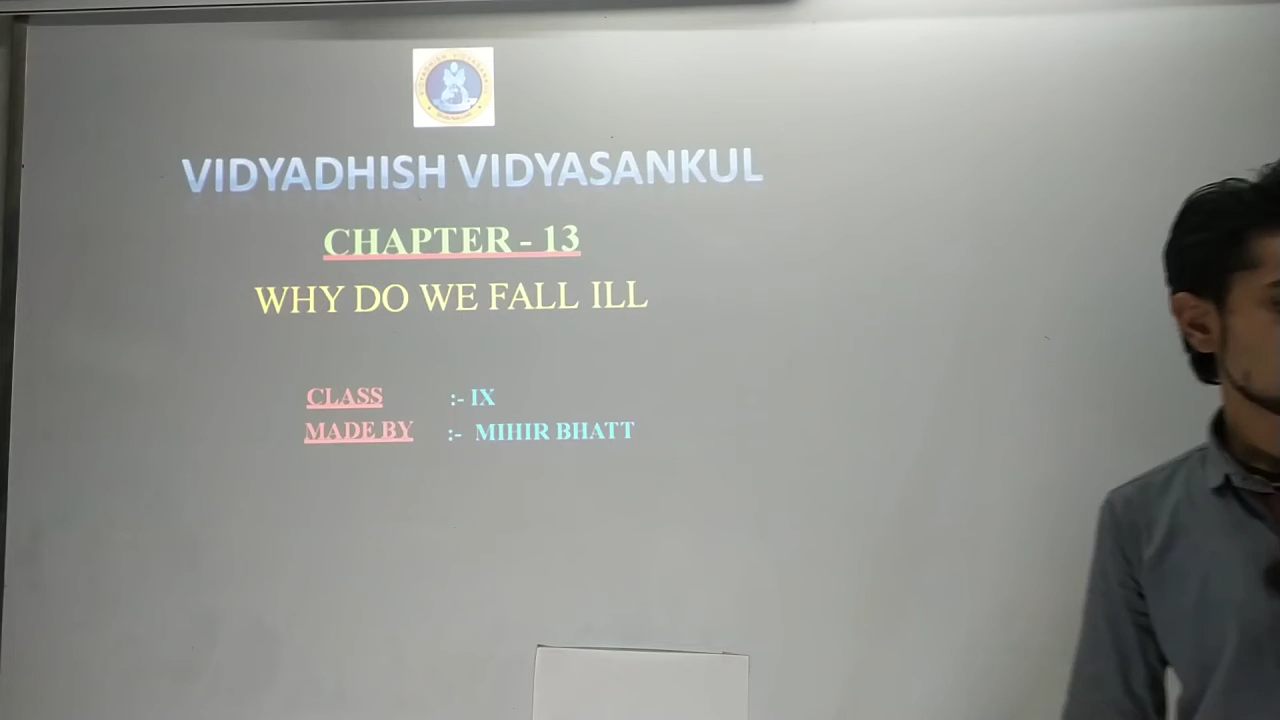 VIDYADHISH VIDYASANKUL
CHAPTER - 13
WHY DO WE FALL ILL
CLASS :- IX
MADE BY :- MIHIR BHATT